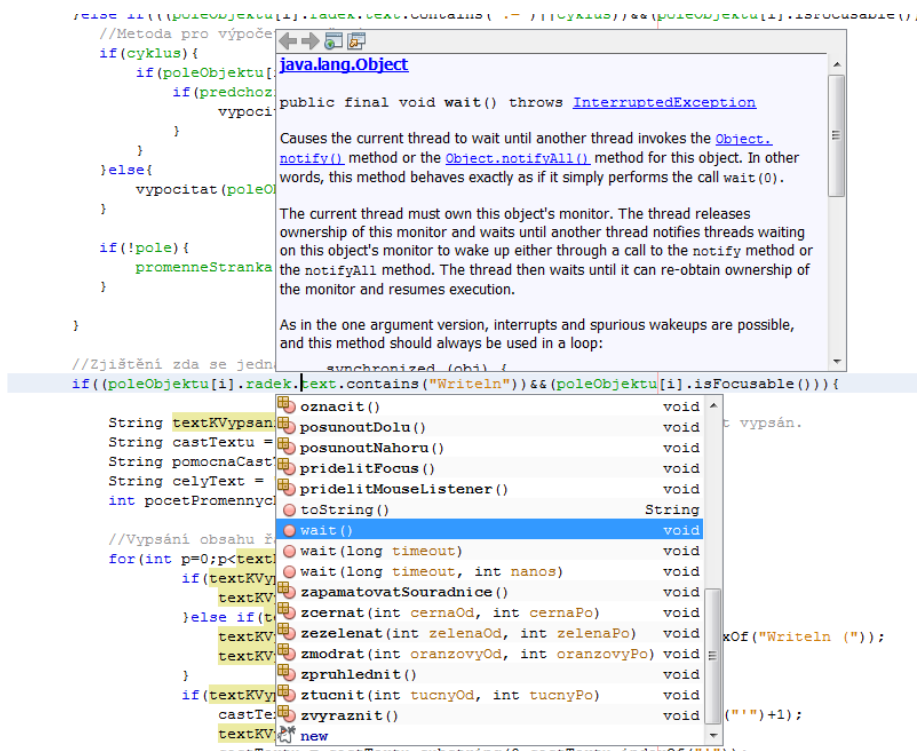 }else if(((poleObjektu[i].radek.text.contains(":=")||cyklus))&&(poleObjektu[i].isFocusable()
//Metoda pro výpočet
if(cyklus){
if(poleObjektu[i
if(predchozi
vypocit
}
}
}else{
vypocitat(poleOb
}
if(!pole){
promenneStranka
}
}
java.lang.Object
public final void wait() throws InterruptedException
Causes the current thread to wait until another thread invokes the Object.
notify() method or the Object.notifyAll() method for this object. In other
words, this method behaves exactly as if it simply performs the call wait(0).
The current thread must own this object's monitor. The thread releases
ownership of this monitor and waits until another thread notifies threads waiting
on this object's monitor to wake up either through a call to the notify method or
the notifyAll method. The thread then waits until it can re-obtain ownership of
the monitor and resumes execution.
As in the one argument version, interrupts and spurious wakeups are possible,
and this method should always be used in a loop:
synchronized (obj) {
//Zjištění zda se jedn
if((poleObjektu[i].radek.text.contains("Writeln"))&&(poleObjektu[i].isFocusable())){
String textKVypsan
t vypsán.
String castTextu =
String pomocnaCast
String celyText =
int pocetPromennyc
//Vypsání obsahu ř
for(int p=0;p<text
if(textKVy
textKV
}else if(t
textKV
xOf("Writeln (");
textKV
}
if(textKVy
castTe
("'")+1);
textKV
castTextu = castTextu.substring(0,castTextu.indexOf("'"));
oznacit() void
posunoutDolu() void
posunoutNahoru() void
pridelitFocus() void
pridelitMouseListener() void
toString() String
wait() void
wait(long timeout) void
wait(long timeout, int nanos) void
zapamatovatSouradnice() void
zcernat(int cernaOd, int cernaPo) void
zezelenat(int zelenaOd, int zelenaPo) void
zmodrat(int oranzovyOd, int oranzovyPo) void
zpruhlednit() void
ztucnit(int tucnyOd, int tucnyPo) void
zvyraznit() void
new